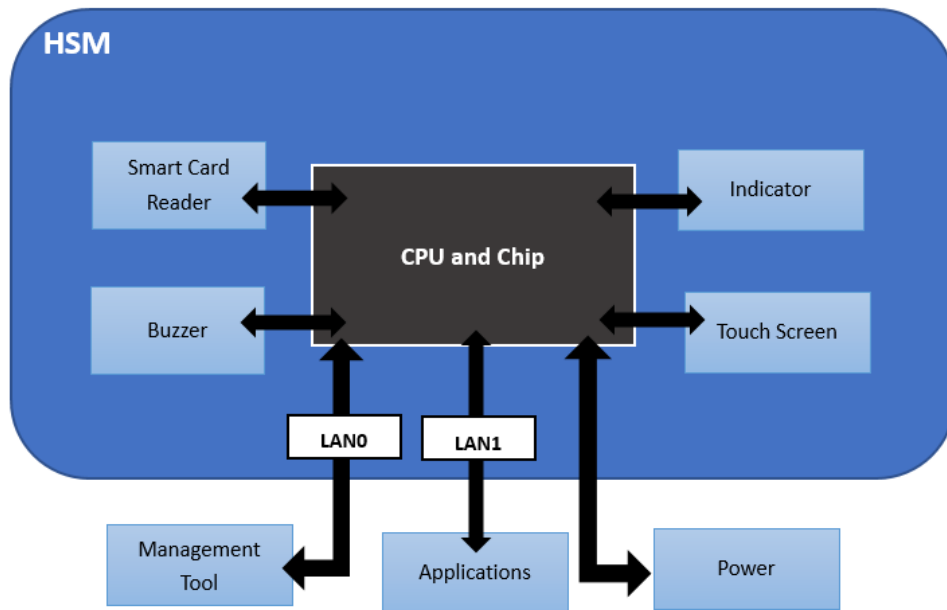 HSM
Smart Card
Reader
Indicator
CPU and Chip
Buzzer
Touch Screen
LAN0
LAN1
Management
Tool
Applications
Power